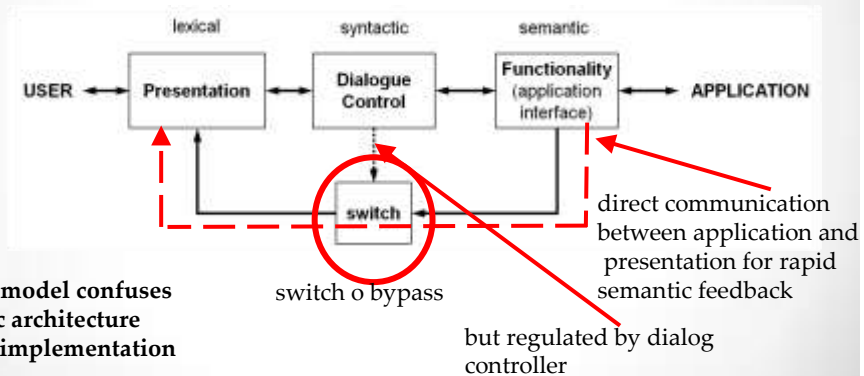 lexical syntactic semantic
USER Presentation Dialogue
Control Functionality
(application
interface) APPLICATION
switch
direct communication
between application and
presentation for rapid
semantic feedback
switch o bypass
but regulated by dialog
controller
model confuses
architecture
implementation